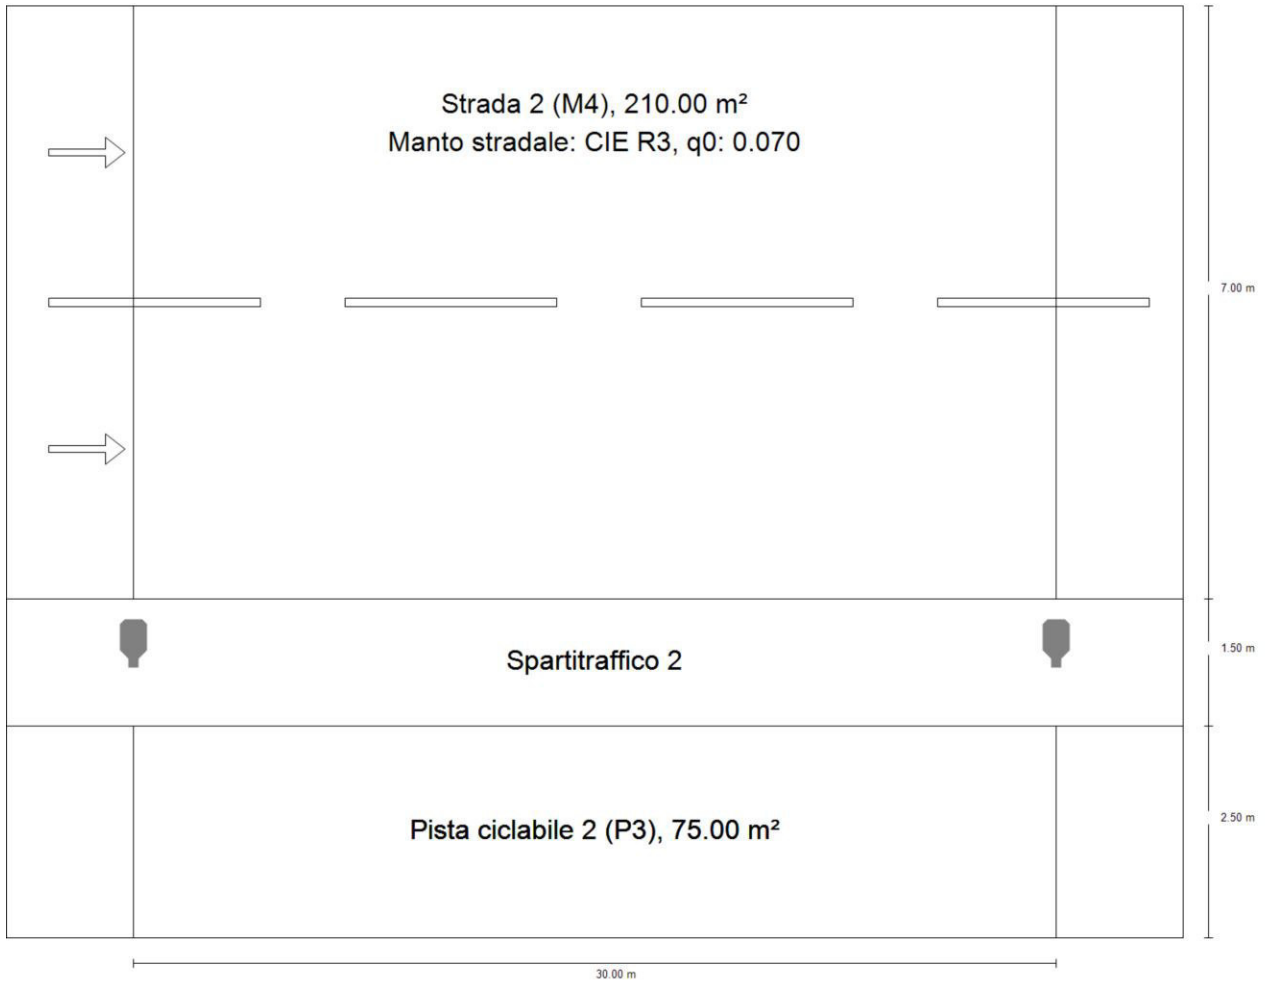 Strada 2 (M4), 210.00 m²
Manto stradale: CIE R3, q0: 0.070
7.00 m
Spartitraffico 2
1.50 m
Pista ciclabile 2 (P3), 75.00 m²
2.50 m
30.00 m